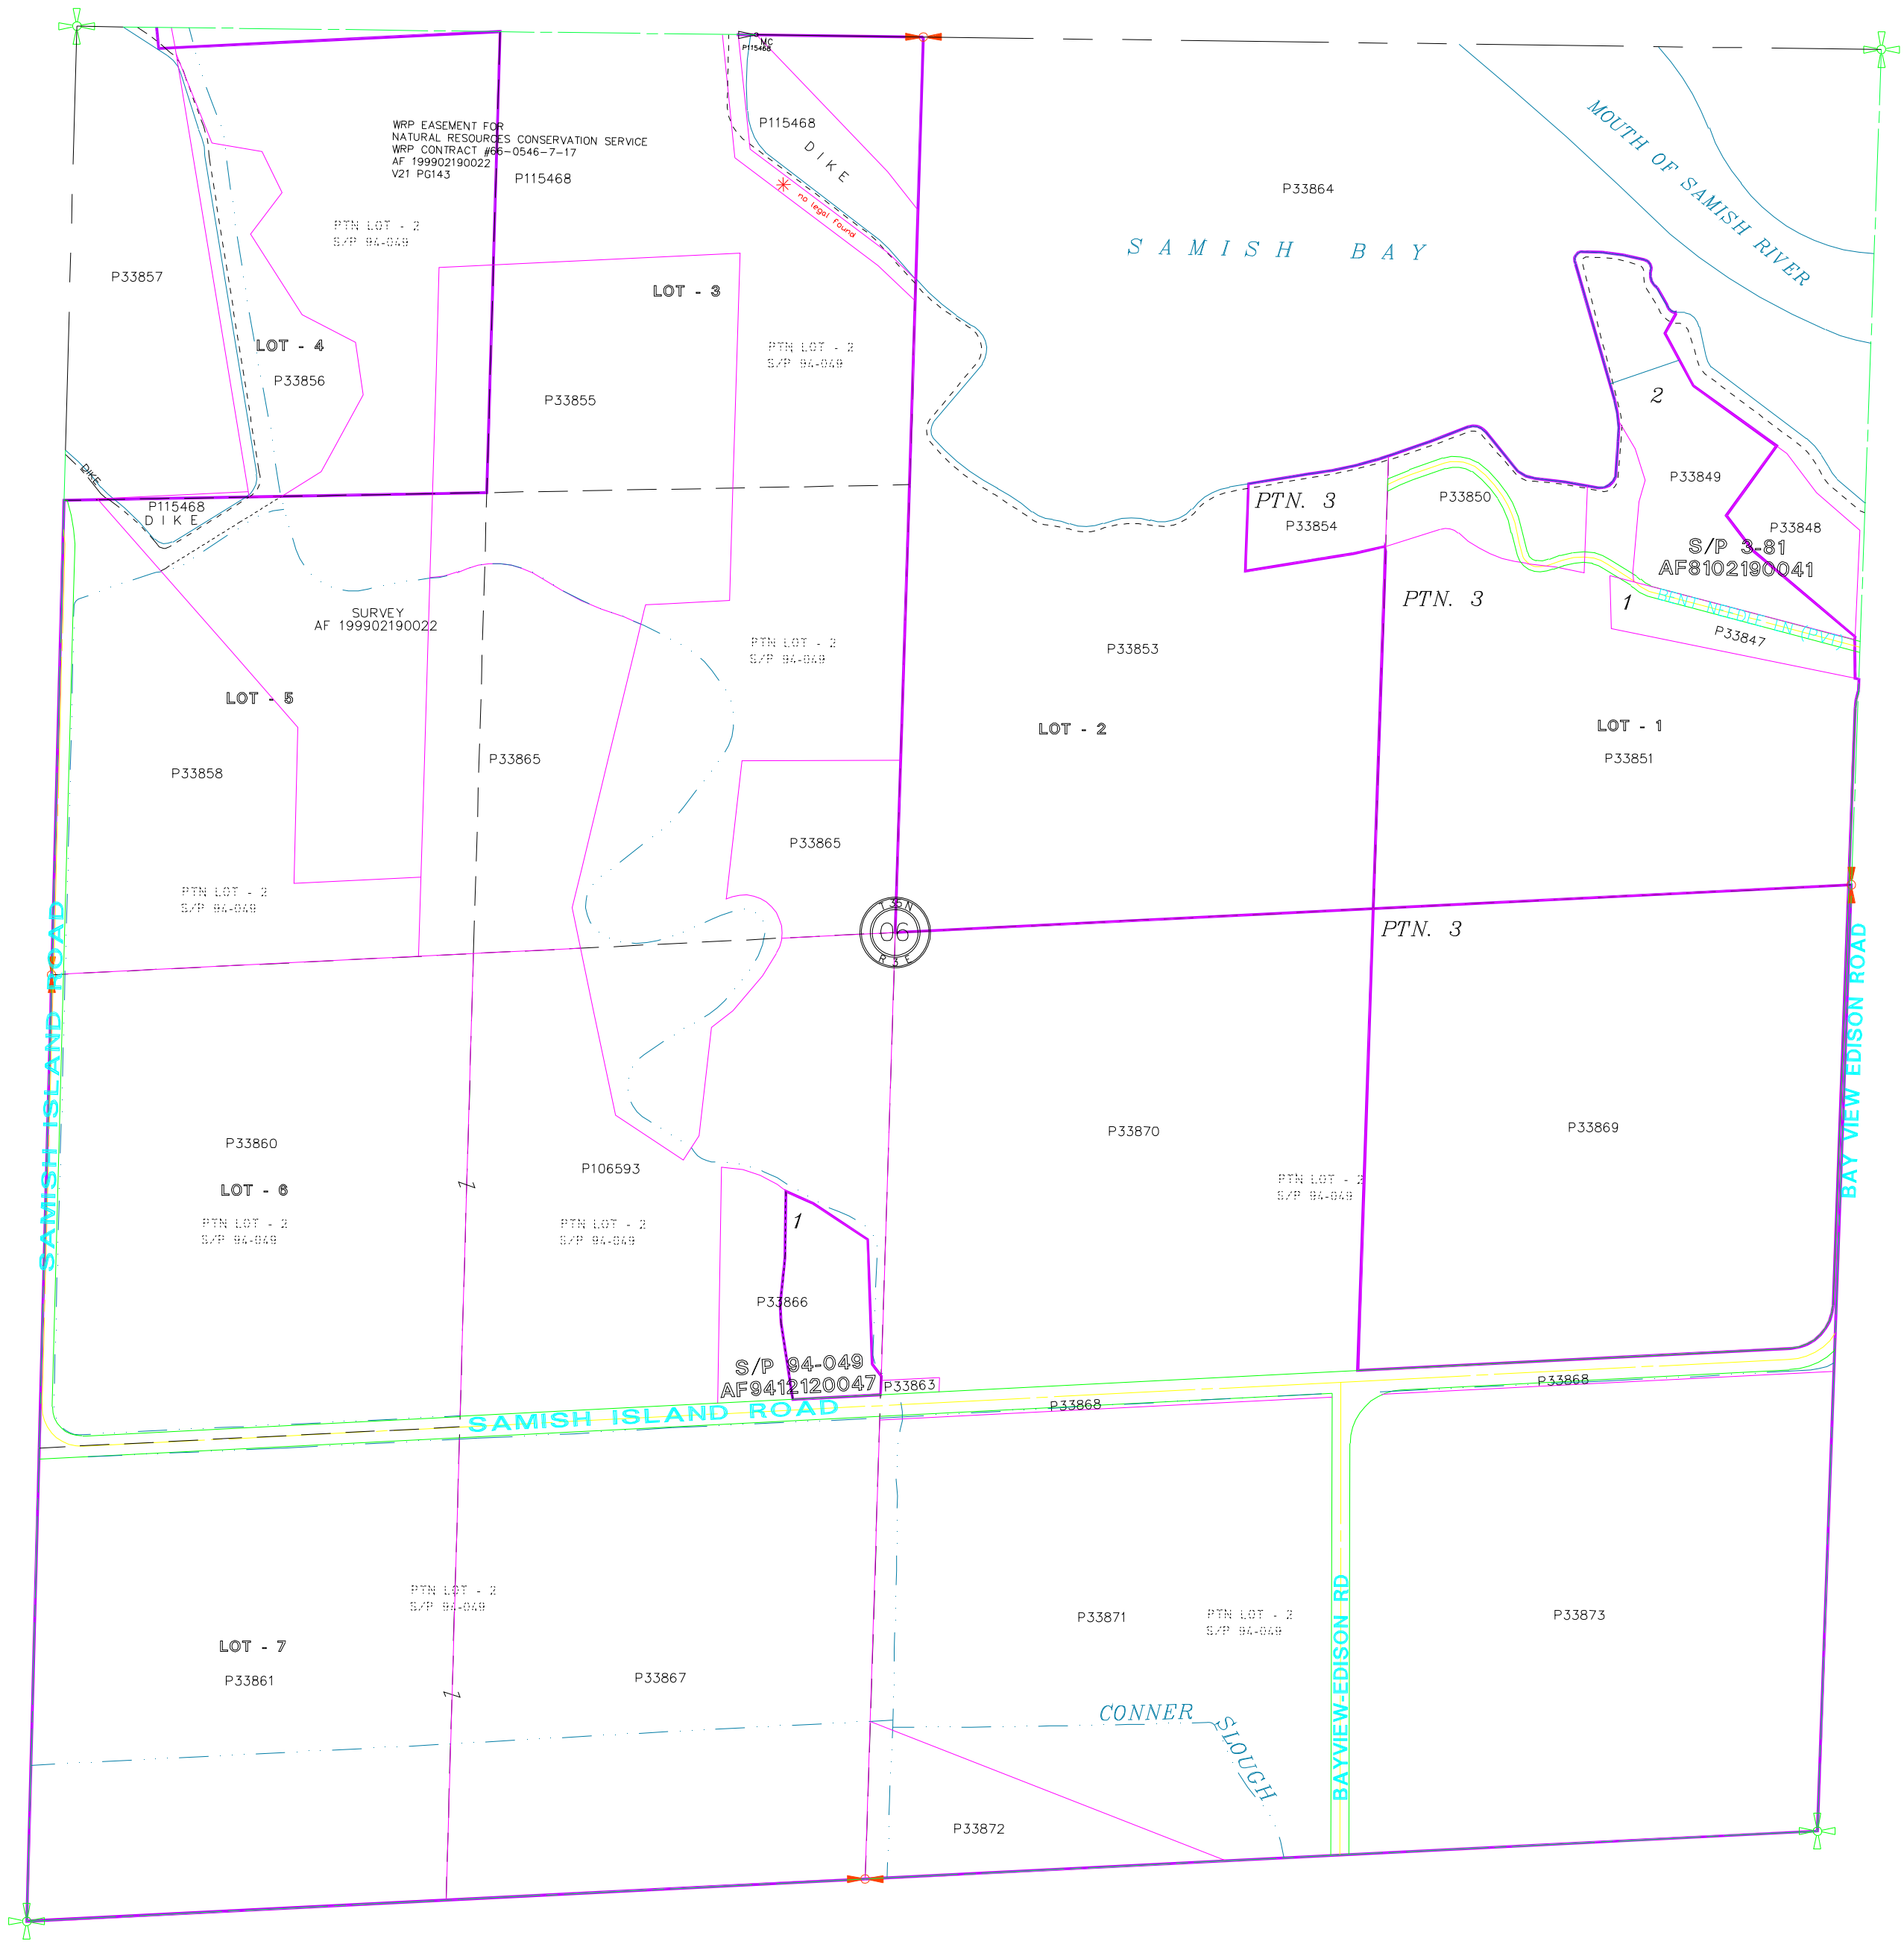 MC
P115468
MOUTH OF SAMISH RIVER
WRP EASEMENT FOR
NATURAL RESOURCES CONSERVATION SERVICE
WRP CONTRACT #66-0546-7-17
AF 199902190022
V21 PG143
P115468
P115468
DIKE
P33864
no legal found
PTN LOT - 2
S/P 94-049
SAMISH BAY
P33857
LOT - 3
LOT - 4
P33856
PTN LOT - 2
S/P 94-049
P33855
2
DIKE
P33849
P33850
PTN. 3
P33854
P115468
DIKE
P33848
S/P 3-81
AF8102190041
PTN. 3
1
P33847
SURVEY
AF 199902190022
PTN LOT - 2
S/P 94-049
P33853
LOT - 5
LOT - 2
LOT - 1
P33851
P33858
P33865
P33865
PTN LOT - 2
S/P 94-049
T 35 N
06
R 3 E
PTN. 3
SAMISH ISLAND ROAD
BAY VIEW EDISON ROAD
P33860
P33870
P33869
P106593
LOT - 6
PTN LOT - 2
S/P 94-049
PTN LOT - 2
S/P 94-049
PTN LOT - 2
S/P 94-049
1
P33866
S/P 94-049
AF9412120047
P33863
P33868
P33868
SAMISH ISLAND ROAD
PTN LOT - 2
S/P 94-049
P33871
PTN LOT - 2
S/P 94-049
P33873
LOT - 7
P33861
P33867
BAYVIEW-EDISON RD
CONNER SLOUGH
P33872